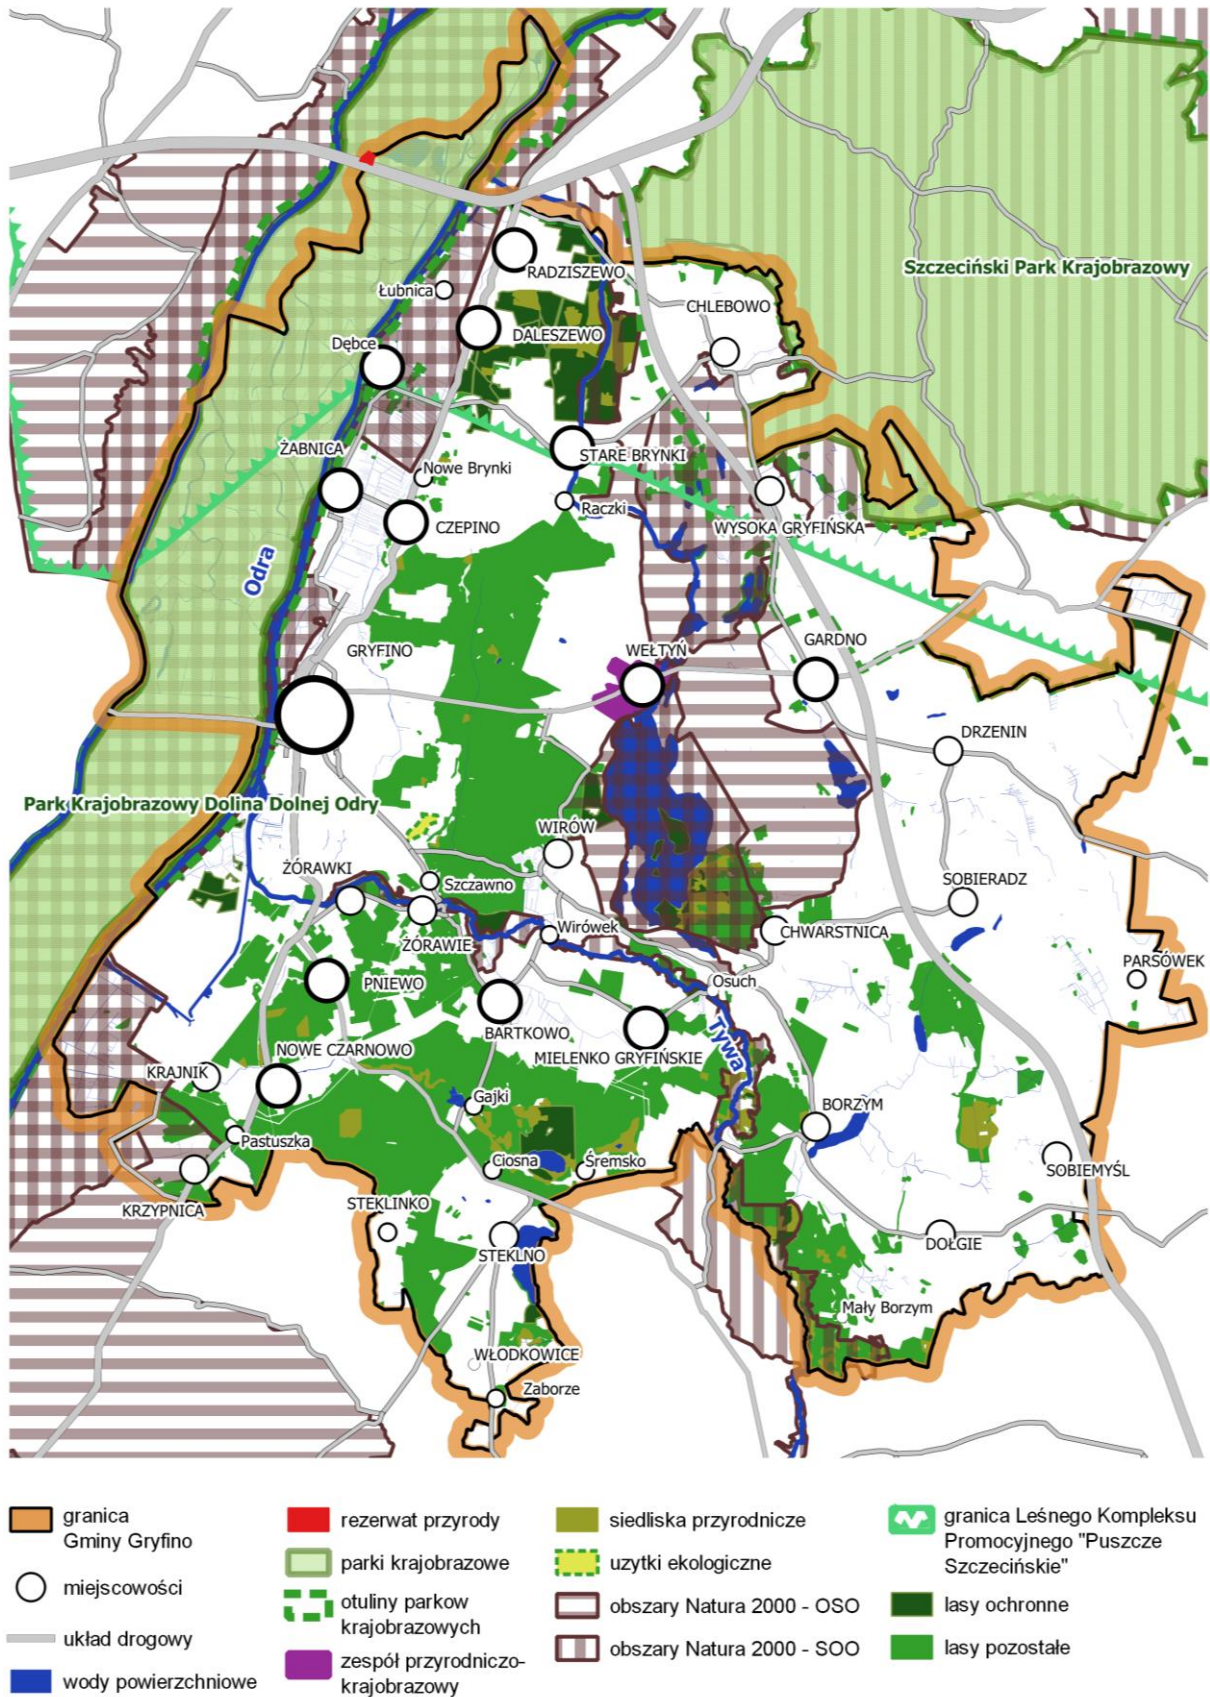 Szczeciński Park Krajobrazowy
RADZISZEWO
Łubnica
CHLEBOWO
DALESZEWO
Dębce
ŻABNICA
STARE BRYNKI
Nowe Brynki
Raczki
CZEPINO
WYSOKA GRYFIŃSKA
Odra
GRYFINO
WEŁTYŃ
GARDNO
DRZENIN
Park Krajobrazowy Dolina Dolnej Odry
WIRÓW
ŻÓRAWKI
Szczawno
SOBIERADZ
ŻÓRAWIE
Wirówek
CHWARSTNICA
PARSÓWEK
PNIEWO
Osuch
BARTKOWO
Tywa
MIELENKO GRYFIŃSKIE
NOWE CZARNOWO
KRAJNIK
Gajki
BORZYM
Pastuszka
Ciosna
Śremsko
SOBIEMYŚL
KRZYPNICA
STEKLINKO
STEKLNO
DOŁGIE
Mały Borzym
WŁODKOWICE
Zaborze
granica
Gminy Gryfino
miejscowości
układ drogowy
wody powierzchniowe
rezerwat przyrody
parki krajobrazowe
otuliny parkow
krajobrazowych
zespół przyrodniczo-
krajobrazowy
siedliska przyrodnicze
uzytki ekologiczne
obszary Natura 2000 - OSO
obszary Natura 2000 - SOO
granica Leśnego Kompleksu
Promocyjnego "Puszcze
Szczecińskie"
lasy ochronne
lasy pozostałe